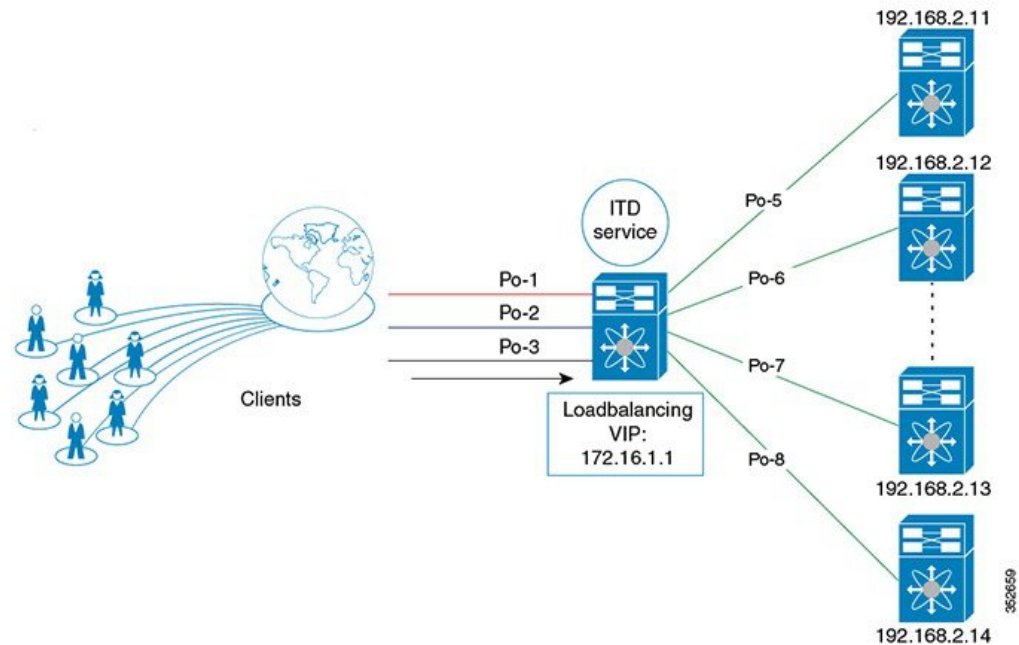 192.168.2.11
192.168.2.12
Po-5
ITD
service
Po-6
Po-1
Po-2
Po-3
Po-7
Clients
Loadbalancing
VIP:
172.16.1.1
Po-8
192.168.2.13
192.168.2.14
352659